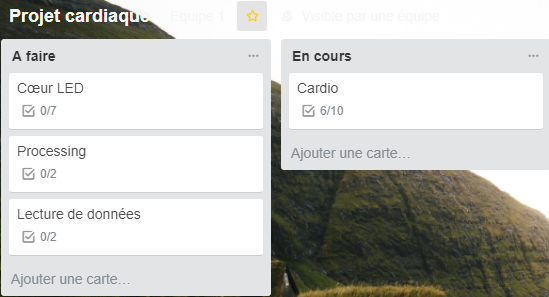 Projet cardiaque
Equipe 1
Visible par une équipe
A faire
Cœur LED
0/7
Processing
0/2
Lecture de données
0/2
Ajouter une carte…
En cours
Cardio
6/10
Ajouter une carte…